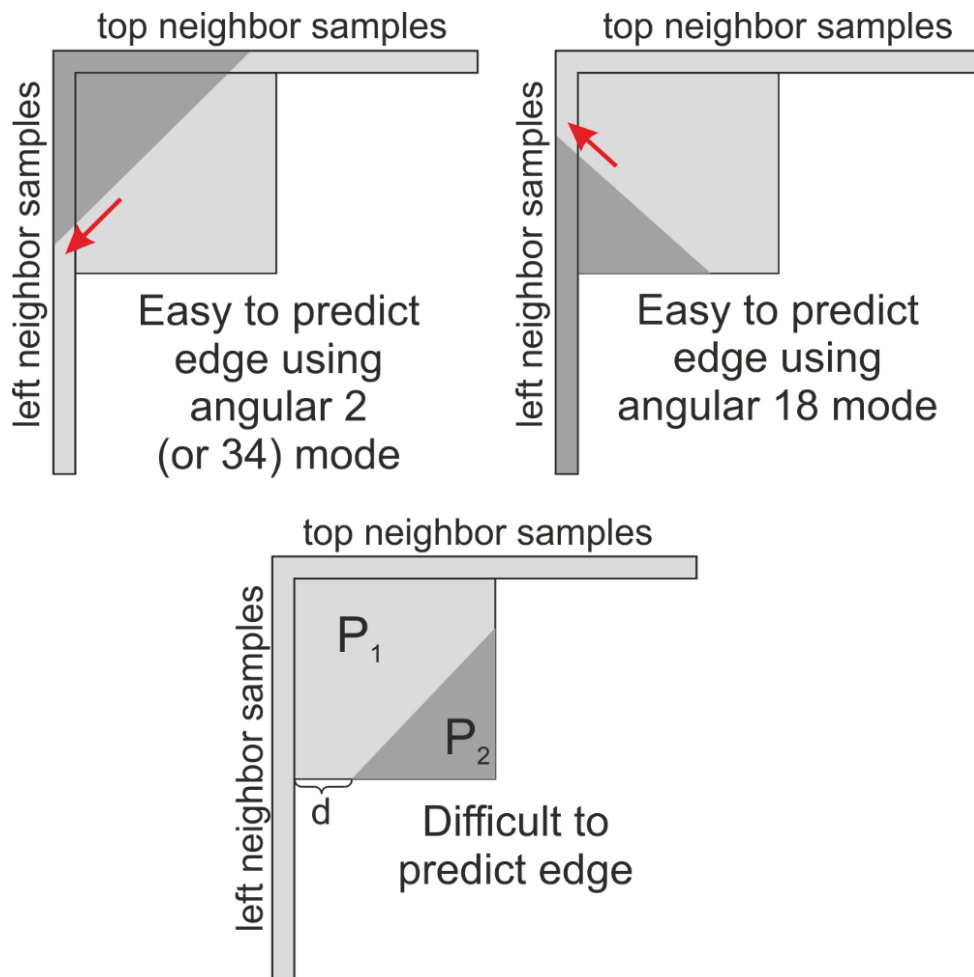 top neighbor samples
left neighbor samples
Easy to predict
edge using
angular 2
(or 34) mode
top neighbor samples
left neighbor samples
Easy to predict
edge using
angular 18 mode
top neighbor samples
left neighbor samples
P₁
P₂
d
Difficult to
predict edge